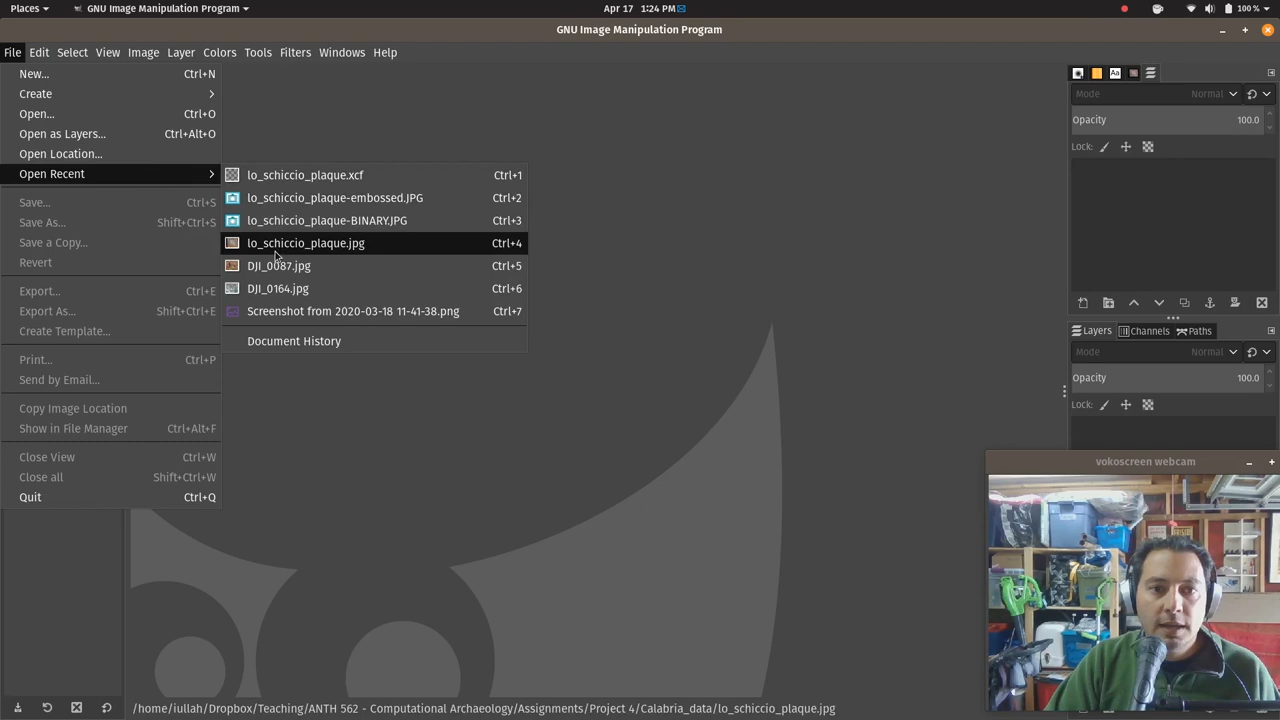 Places
GNU Image Manipulation Program
Apr 17 1:24 PM
100 %
GNU Image Manipulation Program
File Edit Select View Image Layer Colors Tools Filters Windows Help
New... Ctrl+N
Create
Open... Ctrl+O
Open as Layers... Ctrl+Alt+O
Open Location...
Open Recent
Save... Ctrl+S
Save As... Shift+Ctrl+S
Save a Copy...
Revert
Export... Ctrl+E
Export As... Shift+Ctrl+E
Create Template...
Print... Ctrl+P
Send by Email...
Copy Image Location
Show in File Manager Ctrl+Alt+F
Close View Ctrl+W
Close all Shift+Ctrl+W
Quit Ctrl+Q
lo_schiccio_plaque.xcf Ctrl+1
lo_schiccio_plaque-embossed.JPG Ctrl+2
lo_schiccio_plaque-BINARY.JPG Ctrl+3
lo_schiccio_plaque.jpg Ctrl+4
DJI_0087.jpg Ctrl+5
DJI_0164.jpg Ctrl+6
Screenshot from 2020-03-18 11-41-38.png Ctrl+7
Document History
Aa
Mode Normal
Opacity 100.0
Lock:
Layers Channels Paths
Mode Normal
Opacity 100.0
Lock:
vokoscreen webcam
/home/iullah/Dropbox/Teaching/ANTH 562 - Computational Archaeology/Assignments/Project 4/Calabria_data/lo_schiccio_plaque.jpg